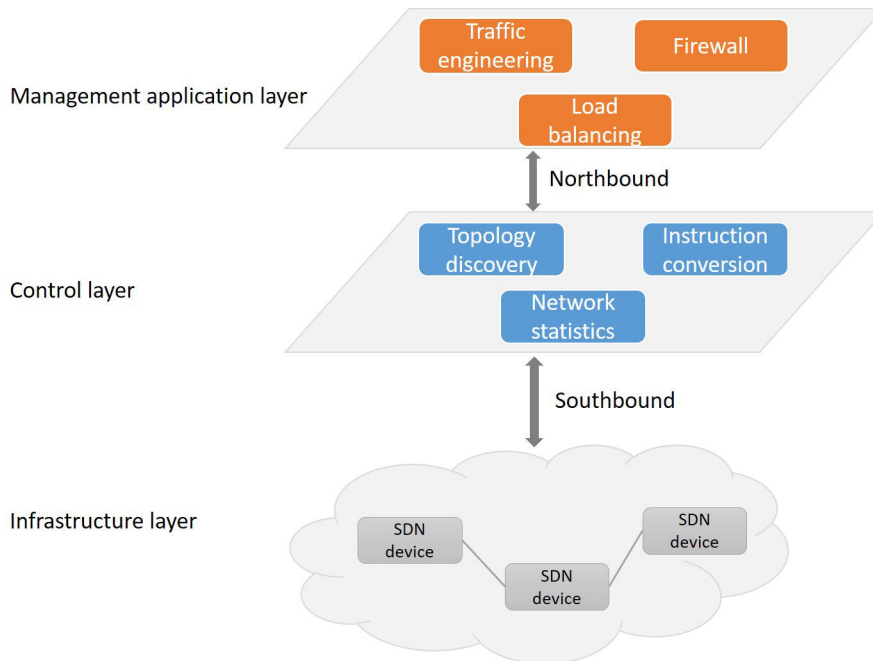 Traffic
engineering
Firewall
Management application layer
Load
balancing
Northbound
Topology
discovery
Instruction
conversion
Control layer
Network
statistics
Southbound
Infrastructure layer
SDN
device
SDN
device
SDN
device